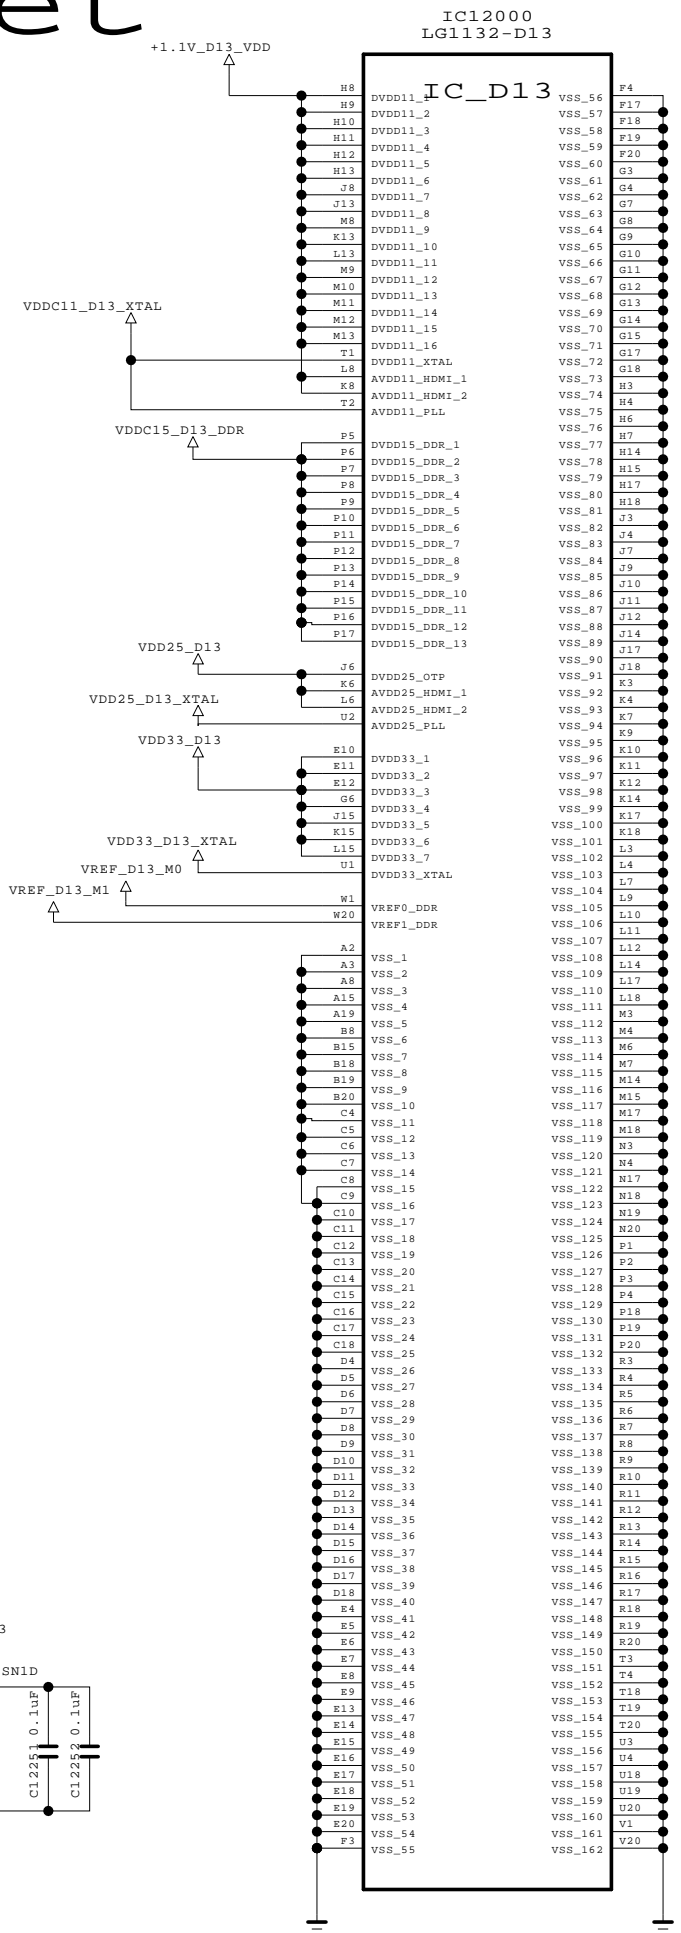 IC12000
LG1132-D13
IC_D13
+1.1V_D13_VDD
H8 DVDD11_1
H9 DVDD11_2
H10 DVDD11_3
H11 DVDD11_4
H12 DVDD11_5
H13 DVDD11_6
J8 DVDD11_7
J13 DVDD11_8
M8 DVDD11_9
K13 DVDD11_10
L13 DVDD11_11
M9 DVDD11_12
M10 DVDD11_13
M11 DVDD11_14
M12 DVDD11_15
M13 DVDD11_16
VDDC11_D13_XTAL
T1 DVDD11_XTAL
L8 AVDD11_HDMI_1
K8 AVDD11_HDMI_2
T2 AVDD11_PLL
VDDC15_D13_DDR
P5 DVDD15_DDR_1
P6 DVDD15_DDR_2
P7 DVDD15_DDR_3
P8 DVDD15_DDR_4
P9 DVDD15_DDR_5
P10 DVDD15_DDR_6
P11 DVDD15_DDR_7
P12 DVDD15_DDR_8
P13 DVDD15_DDR_9
P14 DVDD15_DDR_10
P15 DVDD15_DDR_11
P16 DVDD15_DDR_12
P17 DVDD15_DDR_13
VDD25_D13
J6 DVDD25_OTP
K6 AVDD25_HDMI_1
L6 AVDD25_HDMI_2
VDD25_D13_XTAL
U2 AVDD25_PLL
VDD33_D13
E10 DVDD33_1
E11 DVDD33_2
E12 DVDD33_3
G6 DVDD33_4
J15 DVDD33_5
K15 DVDD33_6
L15 DVDD33_7
VDD33_D13_XTAL
U1 DVDD33_XTAL
VREF_D13_M0
W1 VREF0_DDR
VREF_D13_M1
W20 VREF1_DDR
A2 VSS_1
A3 VSS_2
A8 VSS_3
A15 VSS_4
A19 VSS_5
B8 VSS_6
B15 VSS_7
B18 VSS_8
B19 VSS_9
B20 VSS_10
C4 VSS_11
C5 VSS_12
C6 VSS_13
C7 VSS_14
C8 VSS_15
C9 VSS_16
C10 VSS_17
C11 VSS_18
C12 VSS_19
C13 VSS_20
C14 VSS_21
C15 VSS_22
C16 VSS_23
C17 VSS_24
C18 VSS_25
D4 VSS_26
D5 VSS_27
D6 VSS_28
D7 VSS_29
D8 VSS_30
D9 VSS_31
D10 VSS_32
D11 VSS_33
D12 VSS_34
D13 VSS_35
D14 VSS_36
D15 VSS_37
D16 VSS_38
D17 VSS_39
D18 VSS_40
E4 VSS_41
E5 VSS_42
E6 VSS_43
E7 VSS_44
E8 VSS_45
E9 VSS_46
E13 VSS_47
E14 VSS_48
E15 VSS_49
E16 VSS_50
E17 VSS_51
E18 VSS_52
E19 VSS_53
E20 VSS_54
F3 VSS_55
VSS_56 F4
VSS_57 F17
VSS_58 F18
VSS_59 F19
VSS_60 F20
VSS_61 G3
VSS_62 G4
VSS_63 G7
VSS_64 G8
VSS_65 G9
VSS_66 G10
VSS_67 G11
VSS_68 G12
VSS_69 G13
VSS_70 G14
VSS_71 G15
VSS_72 G17
VSS_73 G18
VSS_74 H3
VSS_75 H4
VSS_76 H6
VSS_77 H7
VSS_78 H14
VSS_79 H15
VSS_80 H17
VSS_81 H18
VSS_82 J3
VSS_83 J4
VSS_84 J7
VSS_85 J9
VSS_86 J10
VSS_87 J11
VSS_88 J12
VSS_89 J14
VSS_90 J17
VSS_91 J18
VSS_92 K3
VSS_93 K4
VSS_94 K7
VSS_95 K9
VSS_96 K10
VSS_97 K11
VSS_98 K12
VSS_99 K14
VSS_100 K17
VSS_101 K18
VSS_102 L3
VSS_103 L4
VSS_104 L7
VSS_105 L9
VSS_106 L10
VSS_107 L11
VSS_108 L12
VSS_109 L14
VSS_110 L17
VSS_111 L18
VSS_112 M3
VSS_113 M4
VSS_114 M6
VSS_115 M7
VSS_116 M14
VSS_117 M15
VSS_118 M17
VSS_119 M18
VSS_120 N3
VSS_121 N4
VSS_122 N17
VSS_123 N18
VSS_124 N19
VSS_125 N20
VSS_126 P1
VSS_127 P2
VSS_128 P3
VSS_129 P4
VSS_130 P18
VSS_131 P19
VSS_132 P20
VSS_133 R3
VSS_134 R4
VSS_135 R5
VSS_136 R6
VSS_137 R7
VSS_138 R8
VSS_139 R9
VSS_140 R10
VSS_141 R11
VSS_142 R12
VSS_143 R13
VSS_144 R14
VSS_145 R15
VSS_146 R16
VSS_147 R17
VSS_148 R18
VSS_149 R19
VSS_150 R20
VSS_151 T3
VSS_152 T4
VSS_153 T18
VSS_154 T19
VSS_155 T20
VSS_156 U3
VSS_157 U4
VSS_158 U18
VSS_159 U19
VSS_160 U20
VSS_161 V1
VSS_162 V20
3
SN1D
C12251 0.1uF
C12252 0.1uF